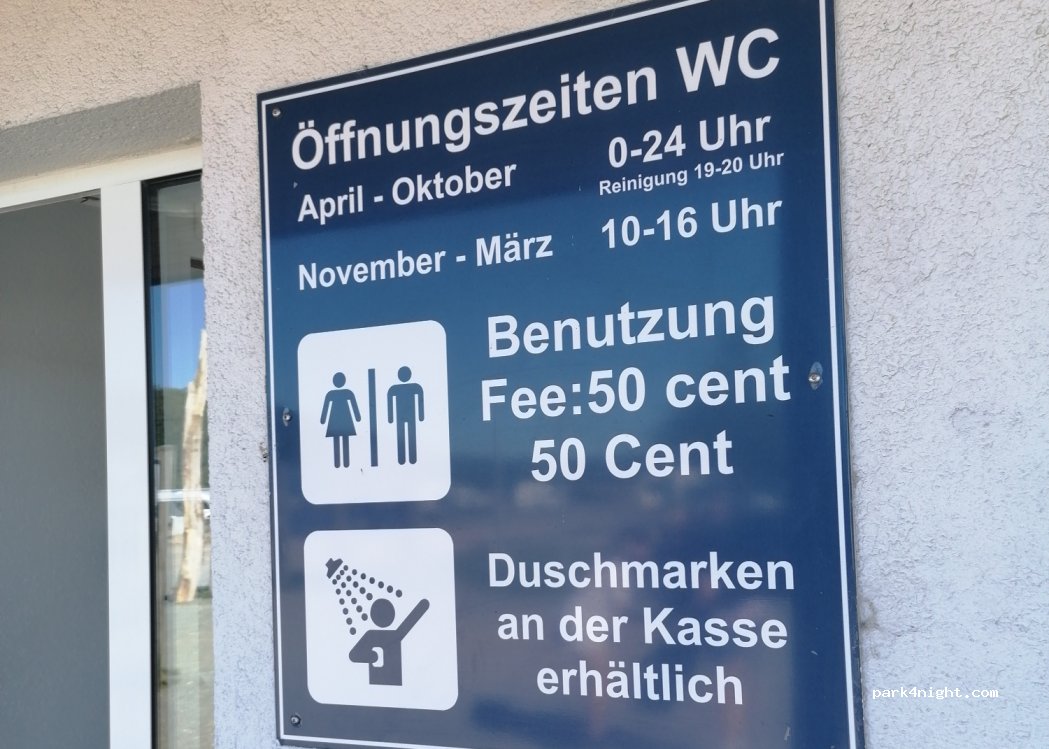 Öffnungszeiten WC
April - Oktober 0-24 Uhr
Reinigung 19-20 Uhr
November - März 10-16 Uhr
Benutzung
Fee:50 cent
50 Cent
Duschmarken
an der Kasse
erhältlich
park4night.com